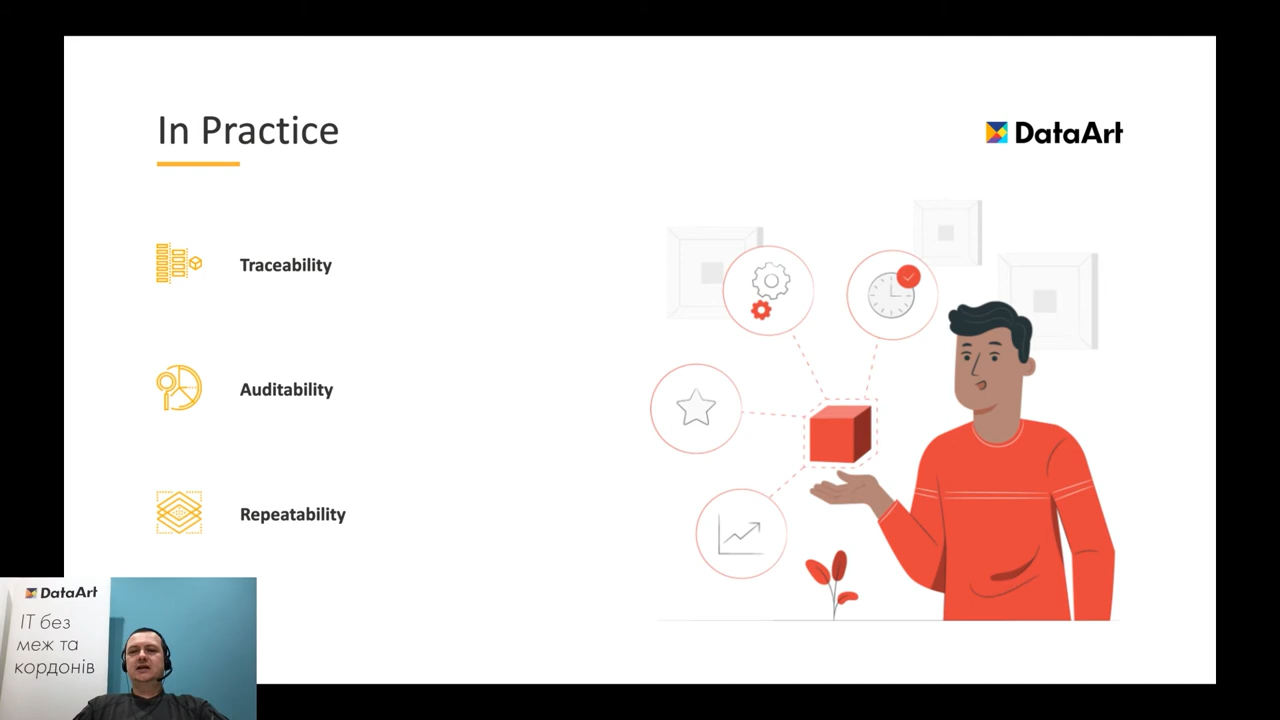 In Practice
DataArt
Traceability
Auditability
Repeatability
DataArt
IT без
меж та
кордонів